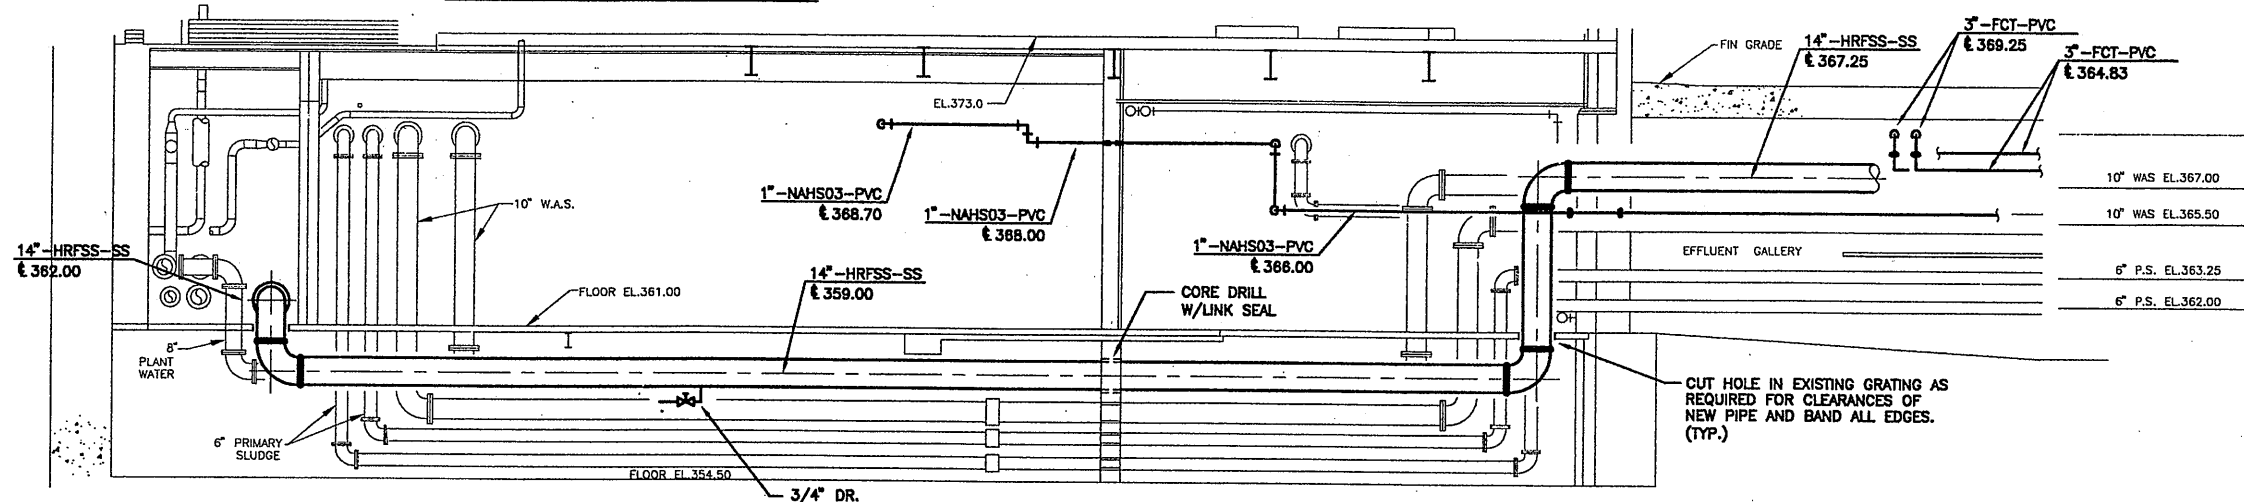 FIN GRADE
14"-HRFSS-SS
℄ 367.25
3"-FCT-PVC
℄ 369.25
3"-FCT-PVC
℄ 364.83
EL.373.0
1"-NAHSO3-PVC
℄ 368.70
1"-NAHSO3-PVC
℄ 368.00
1"-NAHSO3-PVC
℄ 366.00
10" W.A.S.
10" WAS EL.367.00
10" WAS EL.365.50
EFFLUENT GALLERY
6" P.S. EL.363.25
6" P.S. EL.362.00
14"-HRFSS-SS
℄ 362.00
14"-HRFSS-SS
℄ 359.00
FLOOR EL.361.00
CORE DRILL
W/LINK SEAL
8"
PLANT
WATER
CUT HOLE IN EXISTING GRATING AS
REQUIRED FOR CLEARANCES OF
NEW PIPE AND BAND ALL EDGES.
(TYP.)
6" PRIMARY
SLUDGE
FLOOR EL.354.50
3/4" DR.